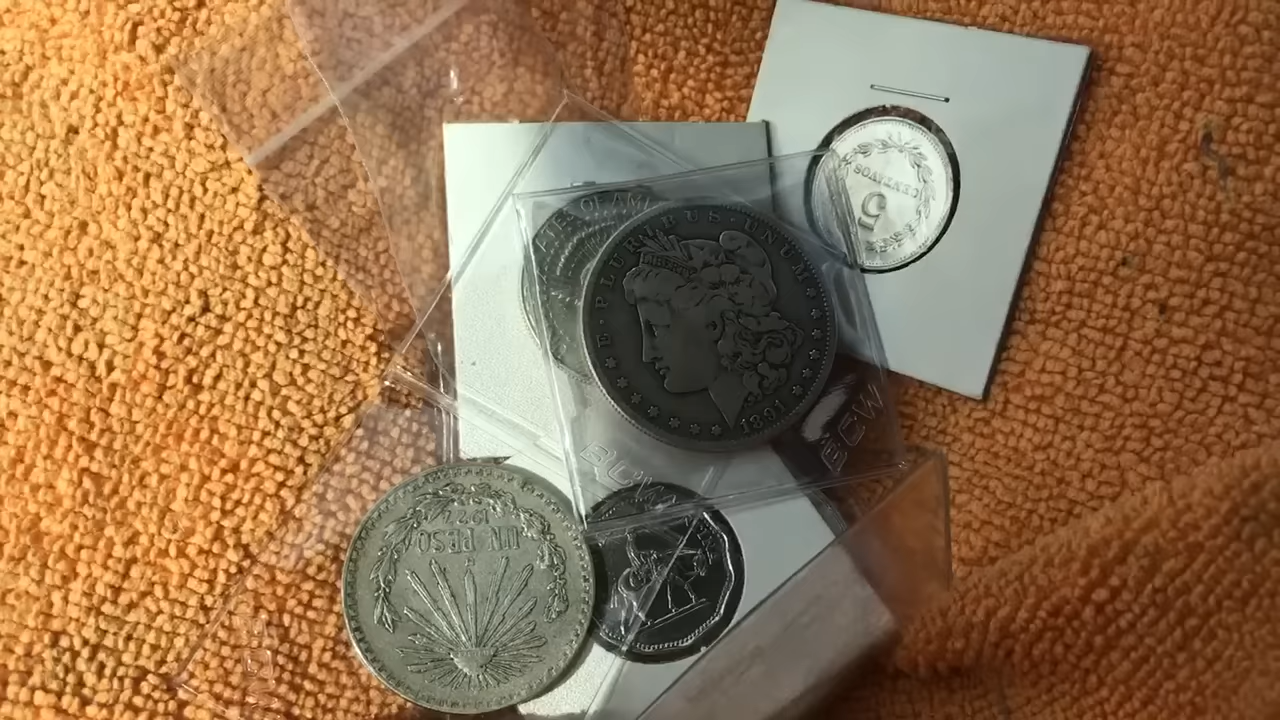 5
CENTAVOS
ATES OF AM
E · PLURIBUS · UNUM
LIBERTY
1891
BCW
BCW
1922
UN PESO